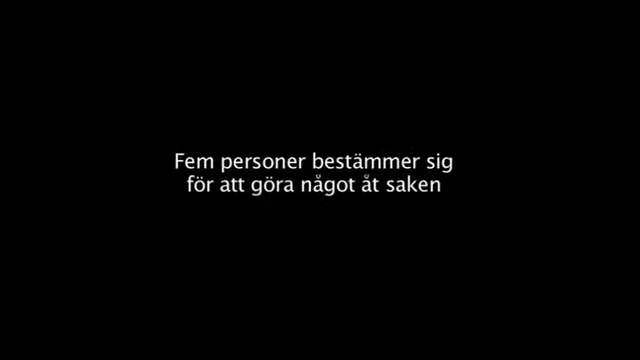 Fem personer bestämmer sig
för att göra något åt saken